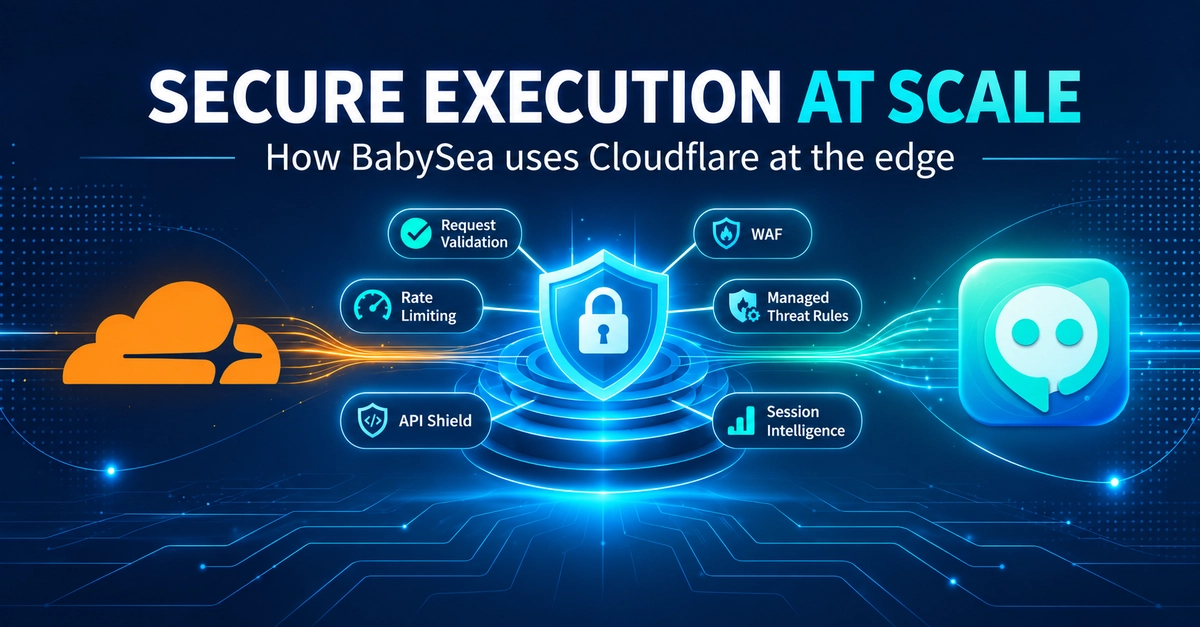 SECURE EXECUTION AT SCALE
How BabySea uses Cloudflare at the edge
Request
Validation
WAF
Rate
Limiting
Managed
Threat Rules
API Shield
Session
Intelligence